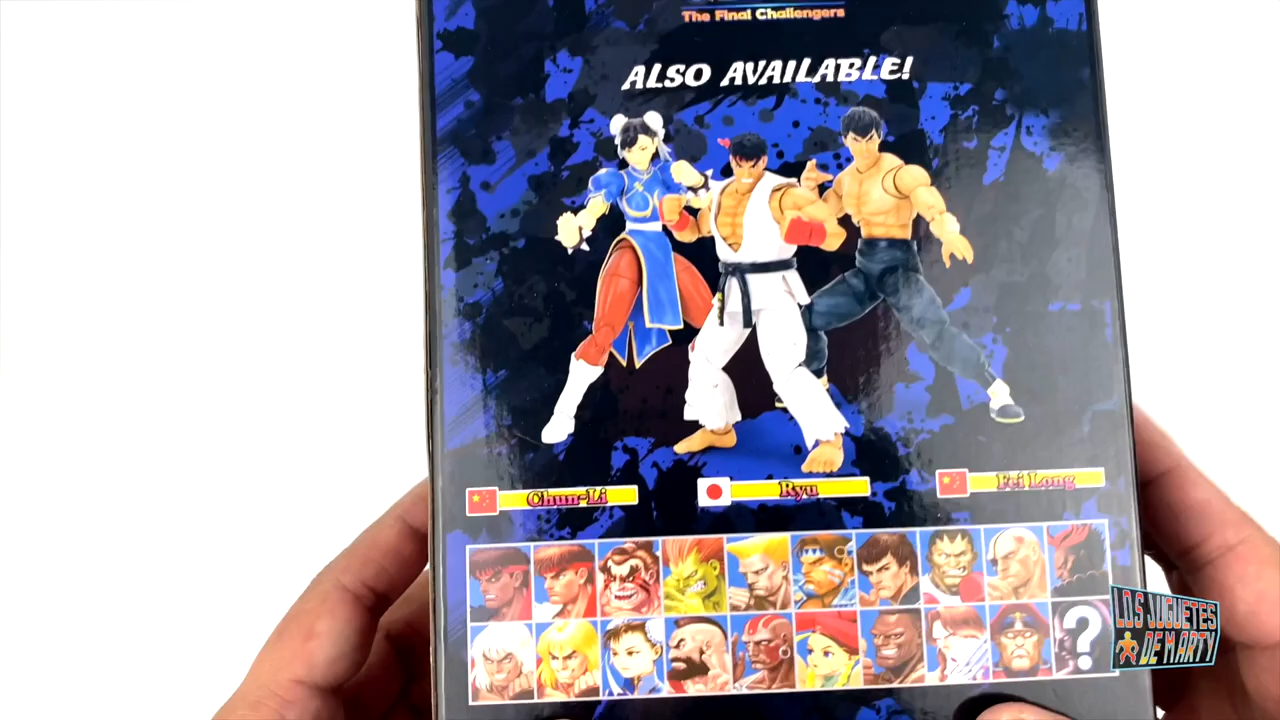 The Final Challengers
ALSO AVAILABLE!
Chun-Li
Ryu
Fei Long
?
LOS JUGUETES
DE MARTY